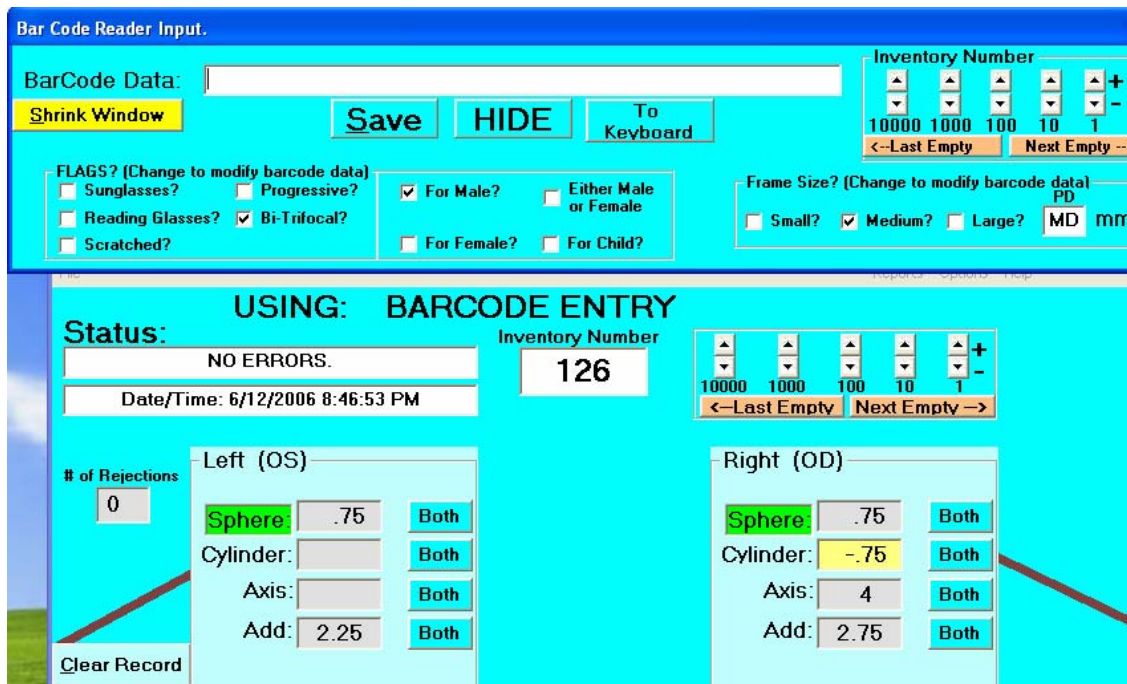 Bar Code Reader Input.
Inventory Number
BarCode Data:
+
-
10000 1000 100 10 1
Shrink Window
Save HIDE To Keyboard
<--Last Empty Next Empty --
FLAGS? (Change to modify barcode data)
Sunglasses? Progressive?
Reading Glasses? Bi-Trifocal?
Scratched?
For Male? Either Male or Female
For Female? For Child?
Frame Size? (Change to modify barcode data)
PD
Small? Medium? Large? MD mm
USING: BARCODE ENTRY
Status:
NO ERRORS.
Date/Time: 6/12/2006 8:46:53 PM
Inventory Number
126
+
-
10000 1000 100 10 1
<--Last Empty Next Empty -->
# of Rejections
0
Left (OS)
Sphere: .75 Both
Cylinder: Both
Axis: Both
Add: 2.25 Both
Right (OD)
Sphere: .75 Both
Cylinder: -.75 Both
Axis: 4 Both
Add: 2.75 Both
Clear Record